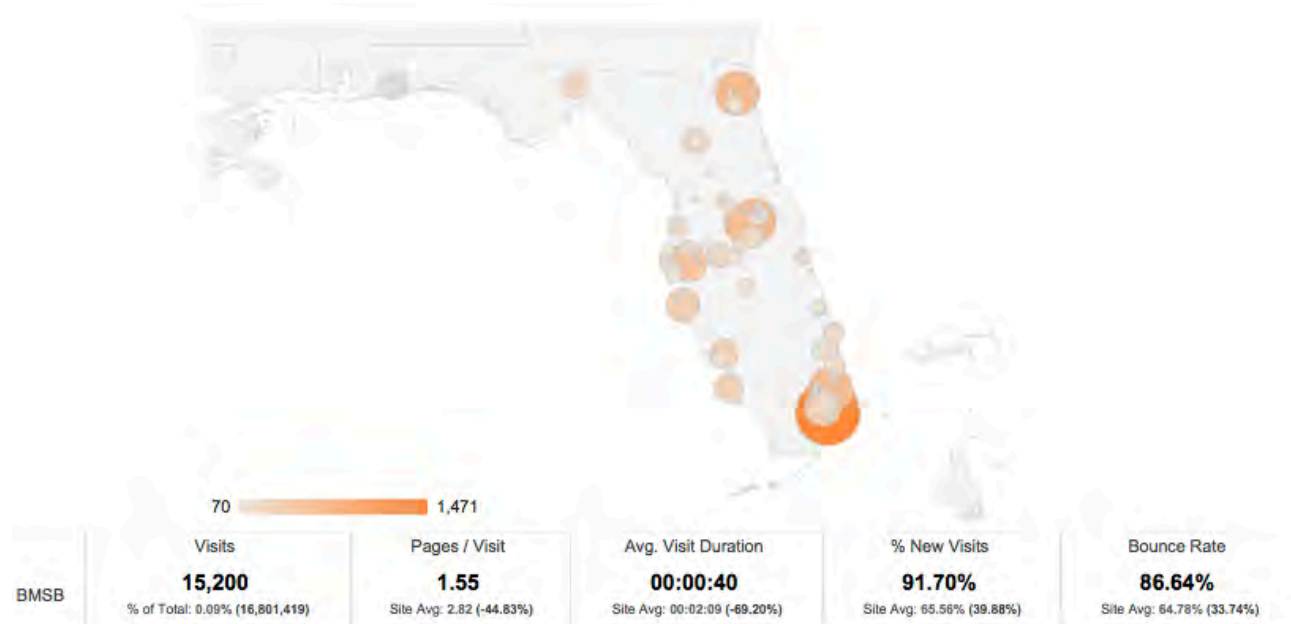 70 1,471
Visits Pages / Visit Avg. Visit Duration % New Visits Bounce Rate
BMSB 15,200 1.55 00:00:40 91.70% 86.64%
% of Total: 0.09% (16,801,419) Site Avg: 2.82 (-44.83%) Site Avg: 00:02:09 (-69.20%) Site Avg: 65.56% (39.88%) Site Avg: 64.78% (33.74%)